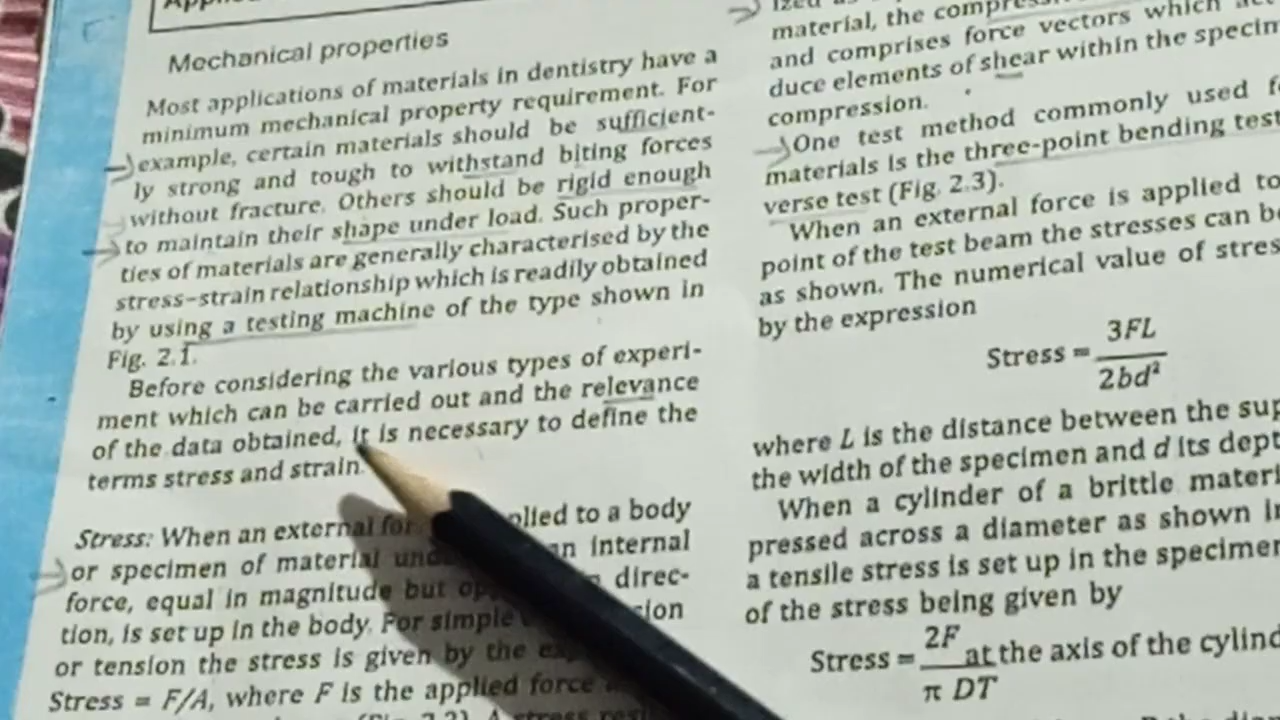 Mechanical properties
Most applications of materials in dentistry have a
minimum mechanical property requirement. For
example, certain materials should be sufficient-
ly strong and tough to withstand biting forces
without fracture. Others should be rigid enough
to maintain their shape under load. Such proper-
ties of materials are generally characterised by the
stress–strain relationship which is readily obtained
by using a testing machine of the type shown in
Fig. 2.1.
Before considering the various types of experi-
ment which can be carried out and the relevance
of the data obtained, it is necessary to define the
terms stress and strain.
Stress: When an external to a body
or specimen of material an internal
force, equal in magnitude but direc-
tion, is set up in the body. For simple
or tension the stress is given by the
Stress = F/A, where F is the applied force
material, the
and comprises force vectors which
duce elements of shear within the
compression.
One test method commonly used
materials is the three-point bending test
verse test (Fig. 2.3).
When an external force is applied to
point of the test beam the stresses can
as shown. The numerical value of
by the expression
Stress = 3FL / 2bd²
where L is the distance between the
the width of the specimen and d its
When a cylinder of a brittle
pressed across a diameter as shown
a tensile stress is set up in the
of the stress being given by
Stress = 2F / π DT at the axis of the